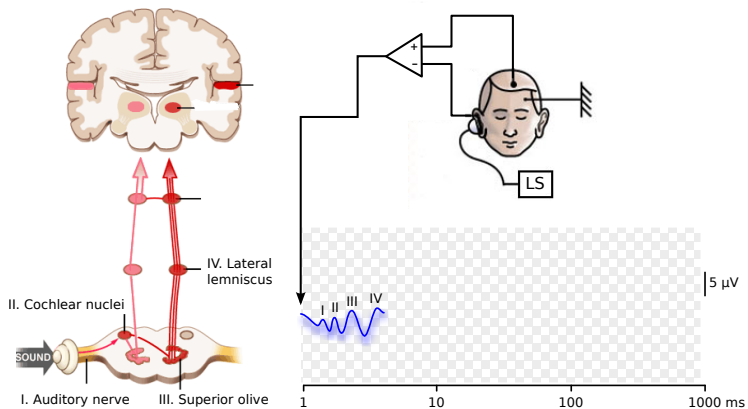 +
−
LS
IV. Lateral
lemniscus
II. Cochlear nuclei
SOUND
I. Auditory nerve
III. Superior olive
I II III IV
5 μV
1 10 100 1000 ms